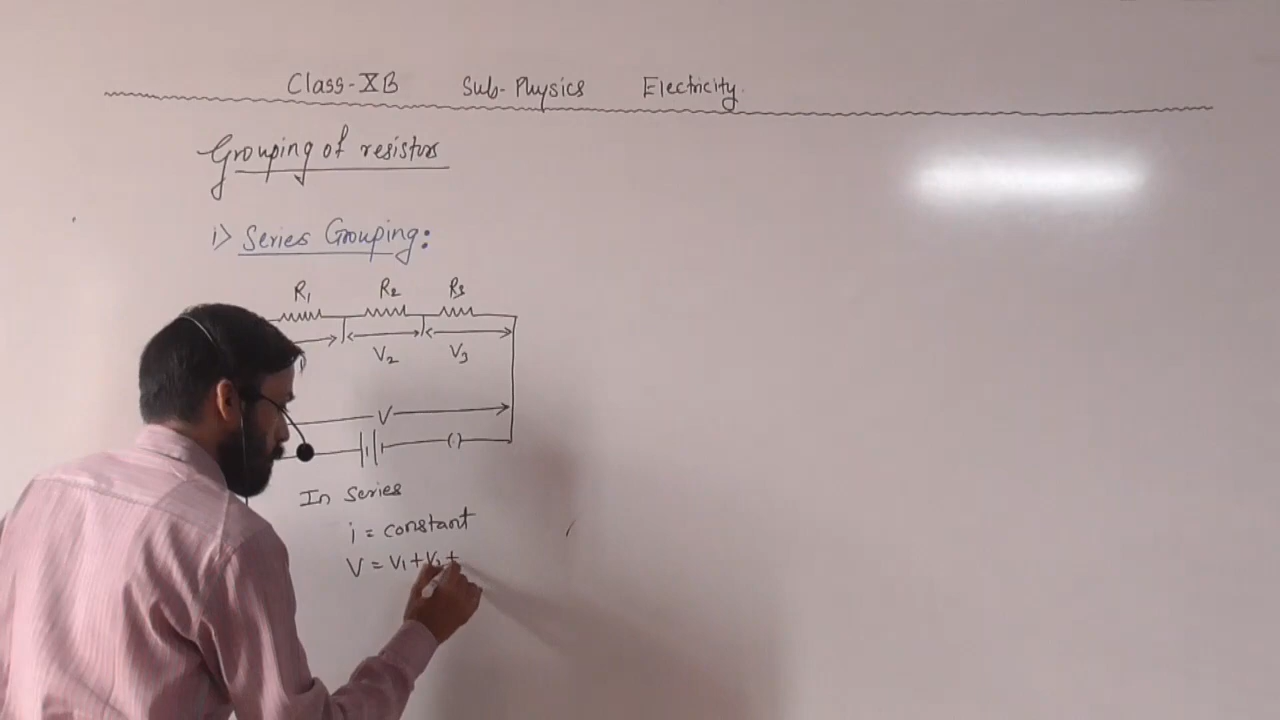 Class-XB Sub-Physics Electricity.
Grouping of resistors
i> Series Grouping:
R₁ R₂ R₃
V₂ V₃
V
In Series
i = constant
V = V₁ + V₂ +